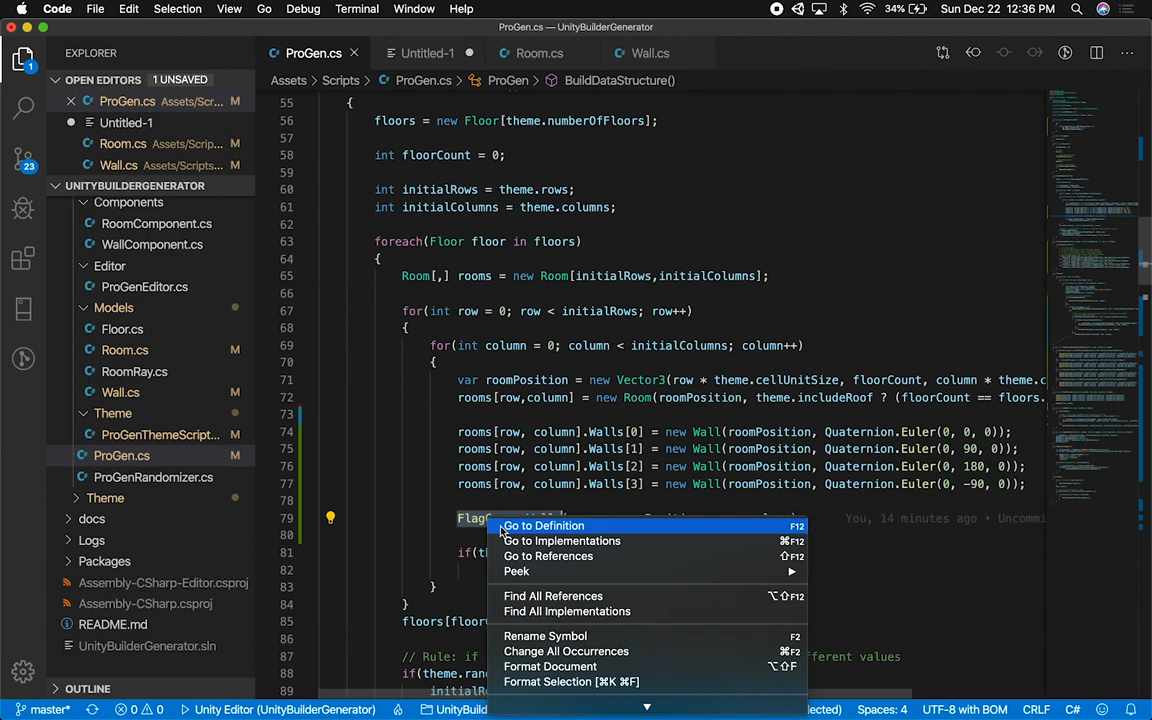 Code File Edit Selection View Go Debug Terminal Window Help 34% Sun Dec 22 12:36 PM
ProGen.cs — UnityBuilderGenerator
EXPLORER
ProGen.cs Untitled-1 Room.cs Wall.cs
OPEN EDITORS 1 UNSAVED
Assets > Scripts > ProGen.cs > ProGen > BuildDataStructure()
ProGen.cs Assets/Scr... M
Untitled-1
Room.cs Assets/Scrip... M
Wall.cs Assets/Scripts... M
UNITYBUILDERGENERATOR
Components
RoomComponent.cs
WallComponent.cs
Editor
ProGenEditor.cs
Models
Floor.cs
Room.cs M
RoomRay.cs
Wall.cs M
Theme
ProGenThemeScript... M
ProGen.cs M
ProGenRandomizer.cs
Theme
docs
Logs
Packages
Assembly-CSharp-Editor.csproj
Assembly-CSharp.csproj
README.md
UnityBuilderGenerator.sln
OUTLINE
1
23
55 {
56 floors = new Floor[theme.numberOfFloors];
57
58 int floorCount = 0;
59
60 int initialRows = theme.rows;
61 int initialColumns = theme.columns;
62
63 foreach(Floor floor in floors)
64 {
65 Room[,] rooms = new Room[initialRows,initialColumns];
66
67 for(int row = 0; row < initialRows; row++)
68 {
69 for(int column = 0; column < initialColumns; column++)
70 {
71 var roomPosition = new Vector3(row * theme.cellUnitSize, floorCount, column * theme.c
72 rooms[row,column] = new Room(roomPosition, theme.includeRoof ? (floorCount == floors.
73
74 rooms[row, column].Walls[0] = new Wall(roomPosition, Quaternion.Euler(0, 0, 0));
75 rooms[row, column].Walls[1] = new Wall(roomPosition, Quaternion.Euler(0, 90, 0));
76 rooms[row, column].Walls[2] = new Wall(roomPosition, Quaternion.Euler(0, 180, 0));
77 rooms[row, column].Walls[3] = new Wall(roomPosition, Quaternion.Euler(0, -90, 0));
78
79 You, 14 minutes ago • Uncommi
80
81 if(t
82
83 }
84 }
85 floors[floor
86
87 // Rule: if ferent values
88 if(theme.ran
89 initialR
Go to Definition F12
Go to Implementations ⌘F12
Go to References ⇧F12
Peek
Find All References ⌥⇧F12
Find All Implementations
Rename Symbol F2
Change All Occurrences ⌘F2
Format Document ⌥⇧F
Format Selection [⌘K ⌘F]
master* 0 0 Unity Editor (UnityBuilderGenerator) UnityBuild ected) Spaces: 4 UTF-8 with BOM CRLF C#